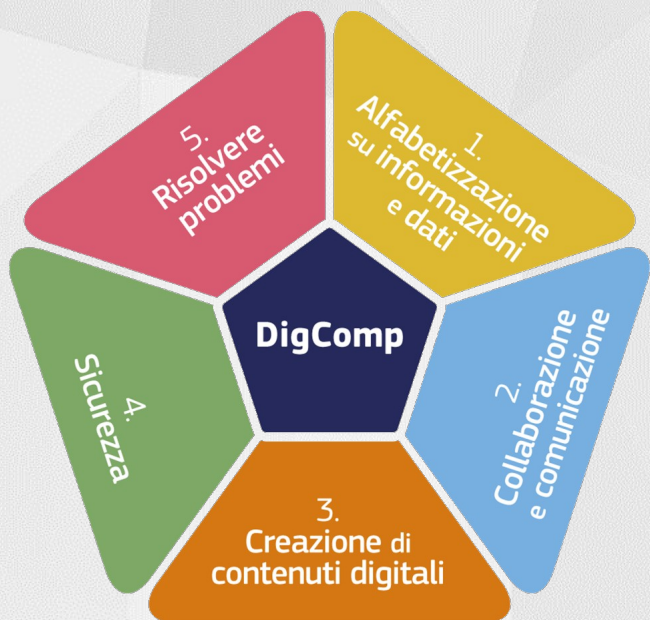 DigComp
1.
Alfabetizzazione
su informazioni
e dati
2.
Collaborazione
e comunicazione
3.
Creazione di
contenuti digitali
4.
Sicurezza
5.
Risolvere
problemi